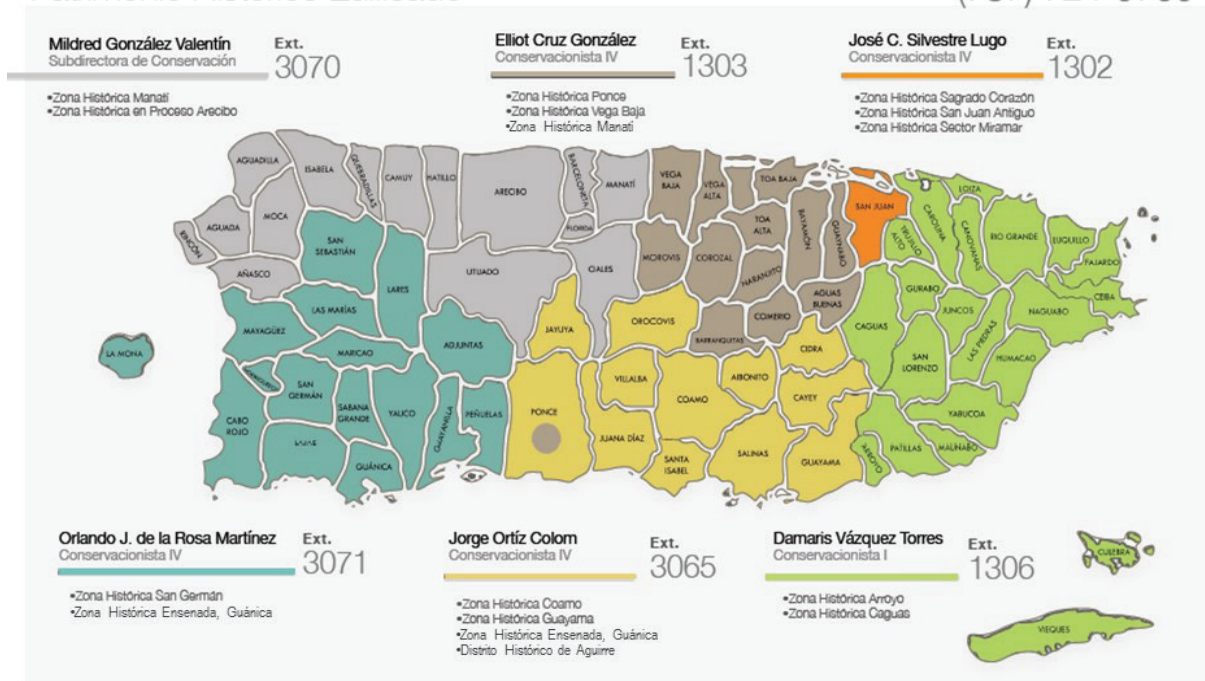 Mildred González Valentín
Subdirectora de Conservación
Ext.
3070
•Zona Histórica Manatí
•Zona Histórica en Proceso Arecibo
Elliot Cruz González
Conservacionista IV
Ext.
1303
•Zona Histórica Ponce
•Zona Histórica Vega Baja
•Zona Histórica Manatí
José C. Silvestre Lugo
Conservacionista IV
Ext.
1302
•Zona Histórica Sagrado Corazón
•Zona Histórica San Juan Antiguo
•Zona Histórica Sector Miramar
AGUADILLA
ISABELA
QUEBRADILLAS
CAMUY
HATILLO
ARECIBO
BARCELONETA
FLORIDA
MANATÍ
VEGA
BAJA
VEGA
ALTA
TOA BAJA
TOA
ALTA
BAYAMÓN
GUAYNABO
SAN JUAN
TRUJILLO
ALTO
CAROLINA
CANOVANAS
LOIZA
RIO GRANDE
LUQUILLO
FAJARDO
CEIBA
RINCÓN
AGUADA
MOCA
AÑASCO
SAN
SEBASTIÁN
LARES
UTUADO
CIALES
MOROVIS
COROZAL
NARANJITO
AGUAS
BUENAS
COMERIO
BARRANQUITAS
CAGUAS
GURABO
JUNCOS
LAS PIEDRAS
NAGUABO
HUMACAO
SAN
LORENZO
YABUCOA
LA MONA
MAYAGÜEZ
LAS MARÍAS
MARICAO
ADJUNTAS
JAYUYA
OROCOVIS
CIDRA
VILLALBA
AIBONITO
COAMO
CAYEY
SAN
GERMÁN
SABANA
GRANDE
YAUCO
GUAYANILLA
PEÑUELAS
PONCE
JUANA DÍAZ
SANTA
ISABEL
SALINAS
GUAYAMA
ARROYO
PATILLAS
MAUNABO
CABO
ROJO
LAJAS
GUÁNICA
Orlando J. de la Rosa Martínez
Conservacionista IV
Ext.
3071
•Zona Histórica San Germán
•Zona Histórica Ensenada, Guánica
Jorge Ortíz Colom
Conservacionista IV
Ext.
3065
•Zona Histórica Coamo
•Zona Histórica Guayama
•Zona Histórica Ensenada, Guánica
•Distrito Histórico de Aguirre
Damaris Vázquez Torres
Conservacionista I
Ext.
1306
•Zona Histórica Arroyo
•Zona Histórica Caguas
CULEBRA
VIEQUES